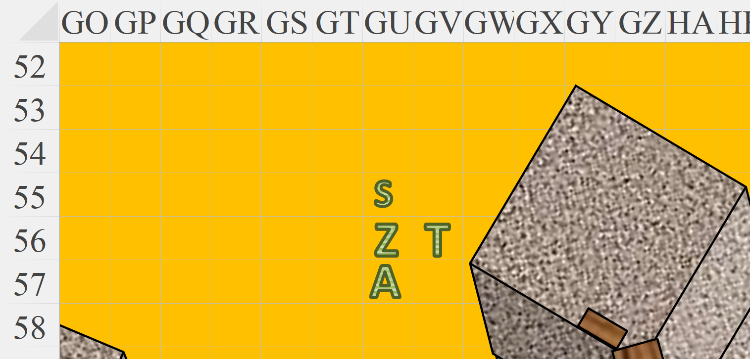 GO GP GQ GR GS GT GU GV GW GX GY GZ HA
52
53
54
55 S
56 Z T
57 A
58